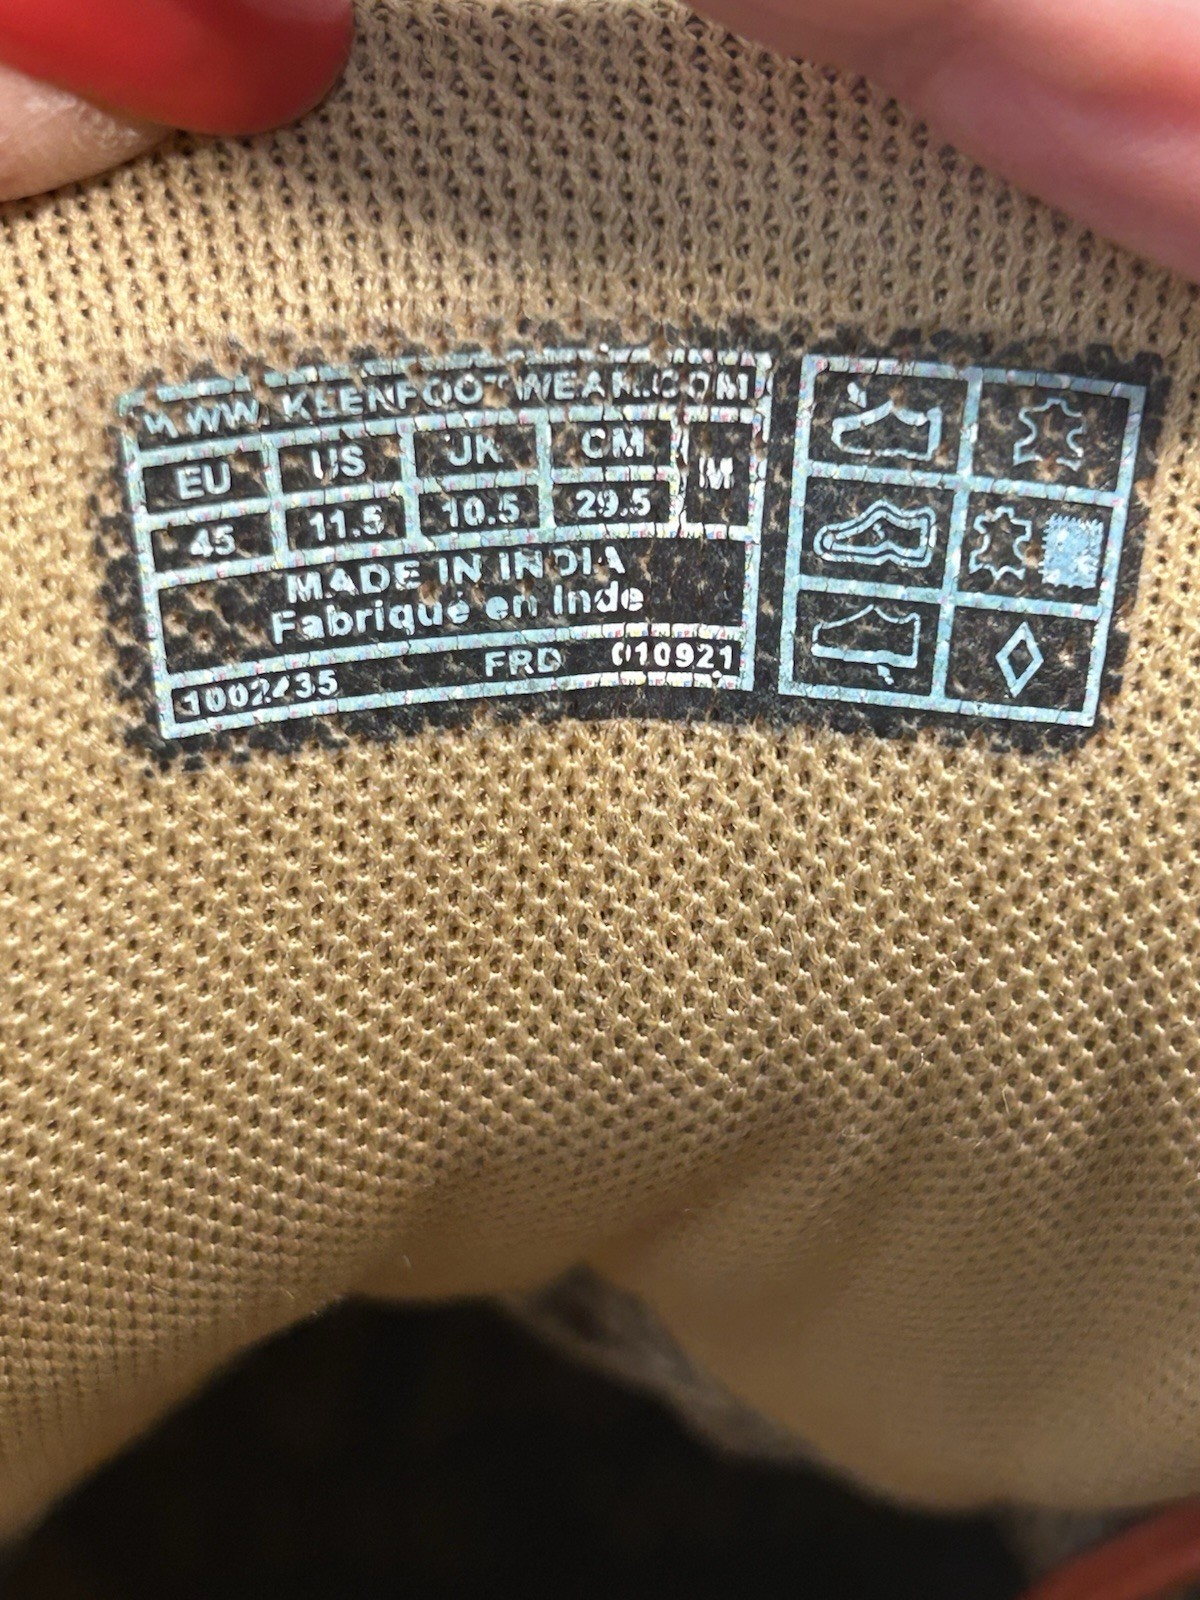 WWW.KEENFOOTWEAR.COM
EU US UK CM M
45 11.5 10.5 29.5
MADE IN INDIA
Fabriqué en Inde
1002435 FRD 010921